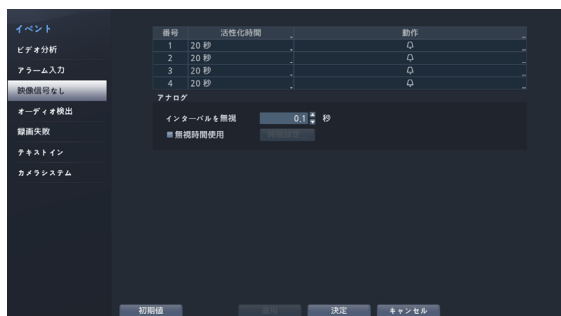 イベント
ビデオ分析
アラーム入力
映像信号なし
オーディオ検出
録画失敗
テキストイン
カメラシステム
番号 活性化時間 動作
1 20 秒
2 20 秒
3 20 秒
4 20 秒
アナログ
インターバルを無視 0.1 秒
無視時間使用
初期値 決定 キャンセル